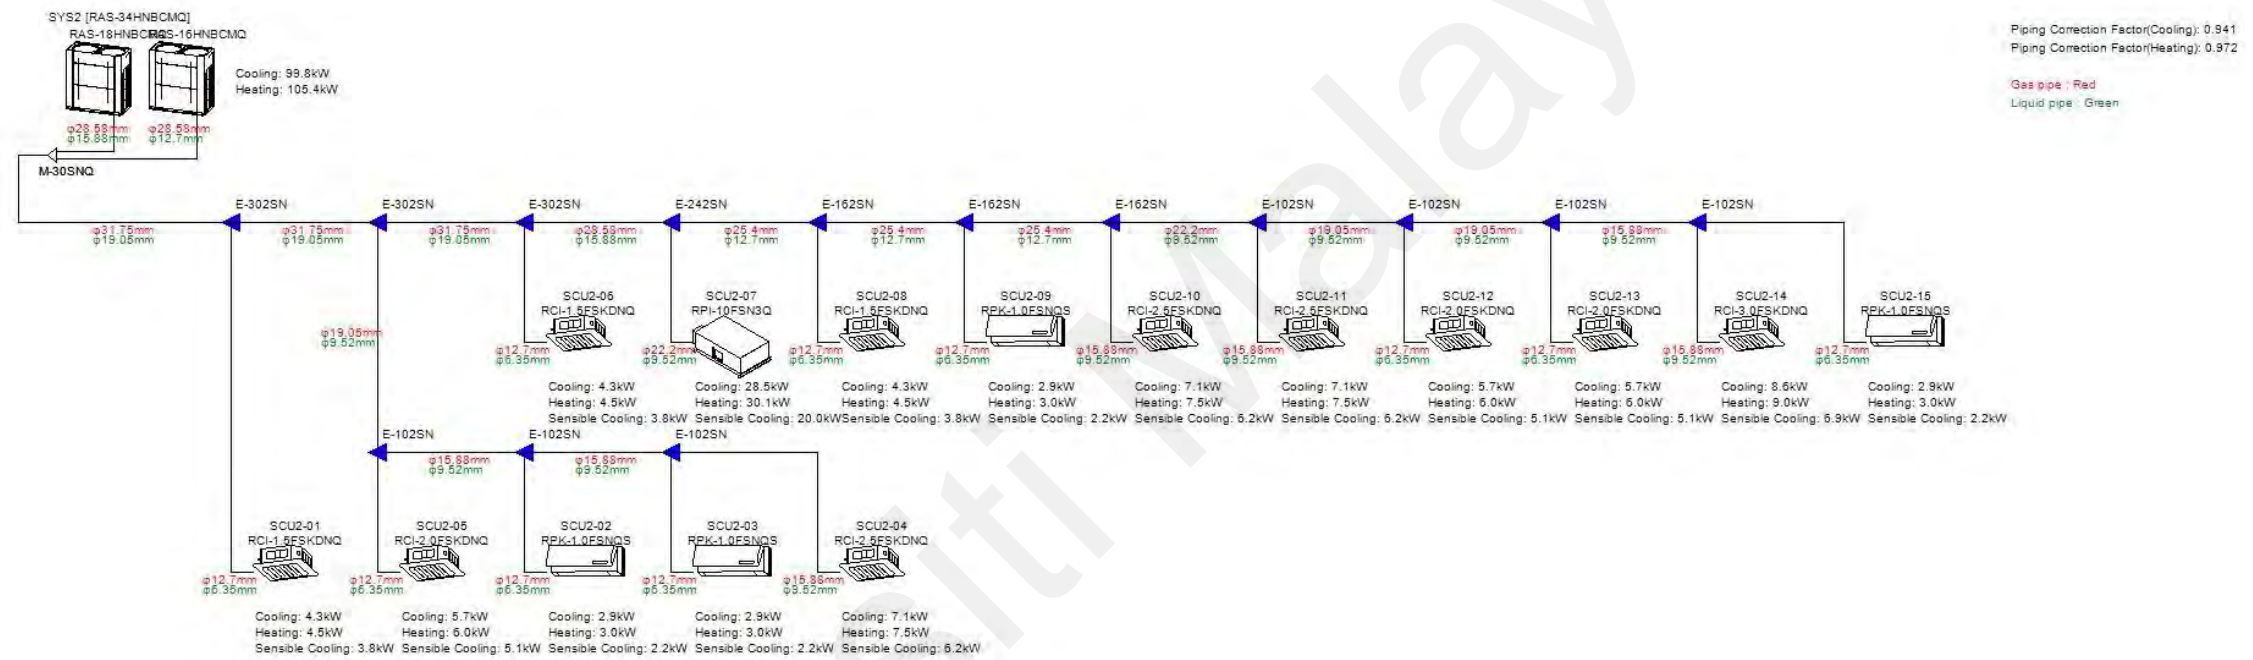 SYS2 [RAS-34HNBCMQ]
RAS-18HNBCMQ RAS-16HNBCMQ
Cooling: 99.8kW
Heating: 105.4kW
Piping Correction Factor(Cooling): 0.941
Piping Correction Factor(Heating): 0.972
Gas pipe : Red
Liquid pipe : Green
φ28.58mm φ28.58mm
φ15.88mm φ12.7mm
M-30SNQ
E-302SN E-302SN E-302SN E-242SN E-162SN E-162SN E-162SN E-102SN E-102SN E-102SN E-102SN
φ31.75mm φ31.75mm φ31.75mm φ28.58mm φ25.4mm φ25.4mm φ25.4mm φ22.2mm φ19.05mm φ19.05mm φ15.88mm
φ19.05mm φ19.05mm φ19.05mm φ15.88mm φ12.7mm φ12.7mm φ12.7mm φ9.52mm φ9.52mm φ9.52mm φ9.52mm
SCU2-06 SCU2-07 SCU2-08 SCU2-09 SCU2-10 SCU2-11 SCU2-12 SCU2-13 SCU2-14 SCU2-15
RCI-1.5FSKDNQ RPI-10FSN3Q RCI-1.5FSKDNQ RPK-1.0FSNQS RCI-2.5FSKDNQ RCI-2.5FSKDNQ RCI-2.0FSKDNQ RCI-2.0FSKDNQ RCI-3.0FSKDNQ RPK-1.0FSNQS
φ19.05mm
φ9.52mm
φ12.7mm φ22.2mm φ12.7mm φ12.7mm φ15.88mm φ15.88mm φ12.7mm φ12.7mm φ15.88mm φ12.7mm
φ6.35mm φ9.52mm φ6.35mm φ6.35mm φ9.52mm φ9.52mm φ6.35mm φ6.35mm φ9.52mm φ6.35mm
Cooling: 4.3kW Cooling: 28.5kW Cooling: 4.3kW Cooling: 2.9kW Cooling: 7.1kW Cooling: 7.1kW Cooling: 5.7kW Cooling: 5.7kW Cooling: 8.6kW Cooling: 2.9kW
Heating: 4.5kW Heating: 30.1kW Heating: 4.5kW Heating: 3.0kW Heating: 7.5kW Heating: 7.5kW Heating: 6.0kW Heating: 6.0kW Heating: 9.0kW Heating: 3.0kW
Sensible Cooling: 3.8kW Sensible Cooling: 20.0kW Sensible Cooling: 3.8kW Sensible Cooling: 2.2kW Sensible Cooling: 6.2kW Sensible Cooling: 6.2kW Sensible Cooling: 5.1kW Sensible Cooling: 5.1kW Sensible Cooling: 6.9kW Sensible Cooling: 2.2kW
E-102SN E-102SN E-102SN
φ15.88mm φ15.88mm
φ9.52mm φ9.52mm
SCU2-01 SCU2-05 SCU2-02 SCU2-03 SCU2-04
RCI-1.5FSKDNQ RCI-2.0FSKDNQ RPK-1.0FSNQS RPK-1.0FSNQS RCI-2.5FSKDNQ
φ12.7mm φ12.7mm φ12.7mm φ12.7mm φ15.88mm
φ6.35mm φ6.35mm φ6.35mm φ6.35mm φ9.52mm
Cooling: 4.3kW Cooling: 5.7kW Cooling: 2.9kW Cooling: 2.9kW Cooling: 7.1kW
Heating: 4.5kW Heating: 6.0kW Heating: 3.0kW Heating: 3.0kW Heating: 7.5kW
Sensible Cooling: 3.8kW Sensible Cooling: 5.1kW Sensible Cooling: 2.2kW Sensible Cooling: 2.2kW Sensible Cooling: 6.2kW
siti Malay